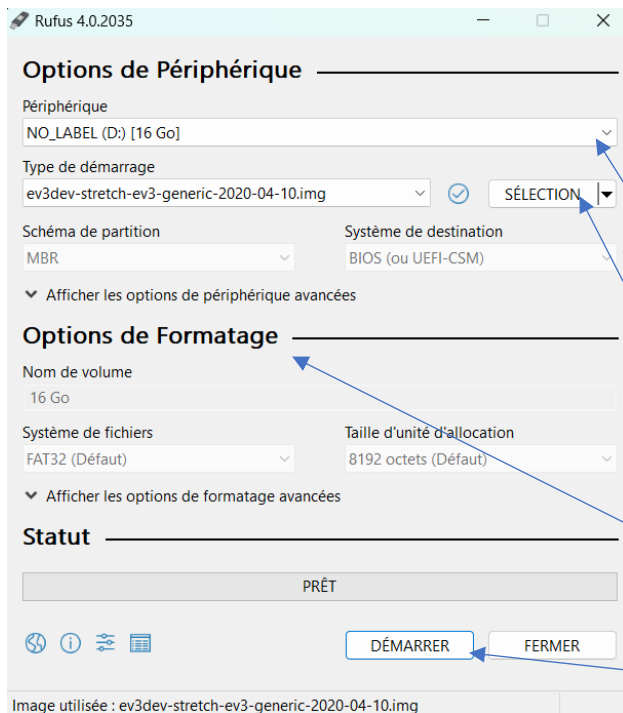 Rufus 4.0.2035
Options de Périphérique
Périphérique
NO_LABEL (D:) [16 Go]
Type de démarrage
ev3dev-stretch-ev3-generic-2020-04-10.img
SÉLECTION
Schéma de partition Système de destination
MBR BIOS (ou UEFI-CSM)
Afficher les options de périphérique avancées
Options de Formatage
Nom de volume
16 Go
Système de fichiers Taille d'unité d'allocation
FAT32 (Défaut) 8192 octets (Défaut)
Afficher les options de formatage avancées
Statut
PRÊT
DÉMARRER FERMER
Image utilisée : ev3dev-stretch-ev3-generic-2020-04-10.img